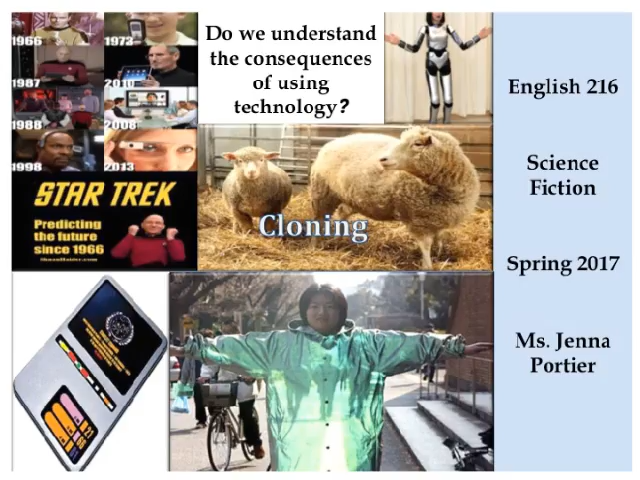 1966
1973
Do we understand
the consequences
of using
technology?
1987
2010
1988
2008
1998
2013
STAR TREK
Predicting
the future
since 1966
Cloning
English 216
Science
Fiction
Spring 2017
Ms. Jenna
Portier